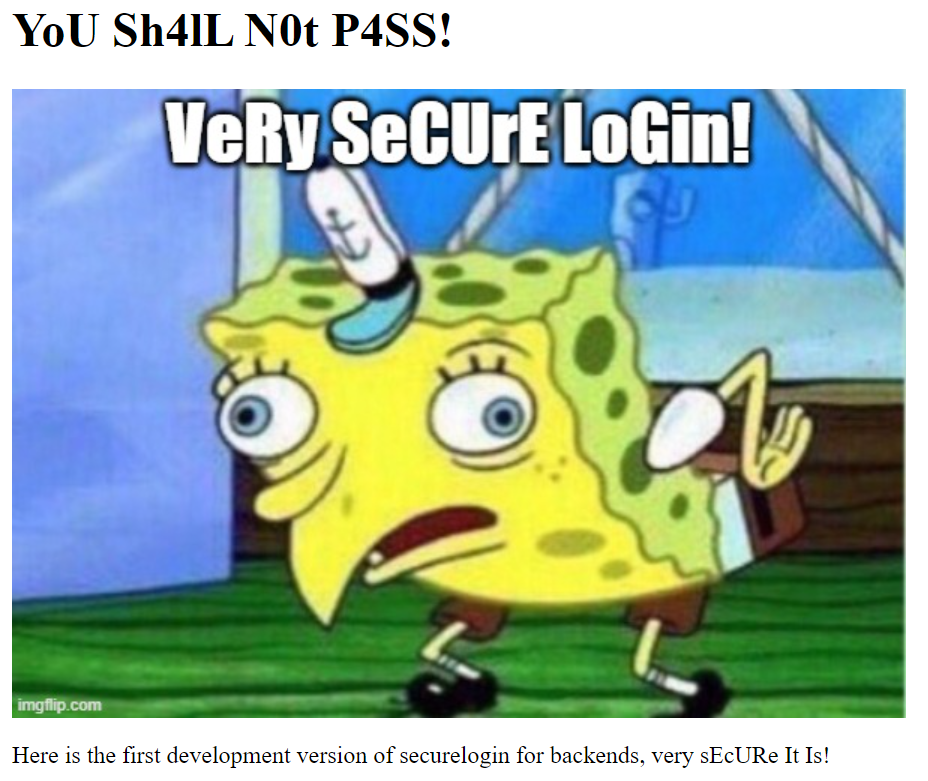 YoU Sh4lL N0t P4SS!
VeRy SeCUrE LoGin!
imgflip.com
Here is the first development version of securelogin for backends, very sEcURe It Is!